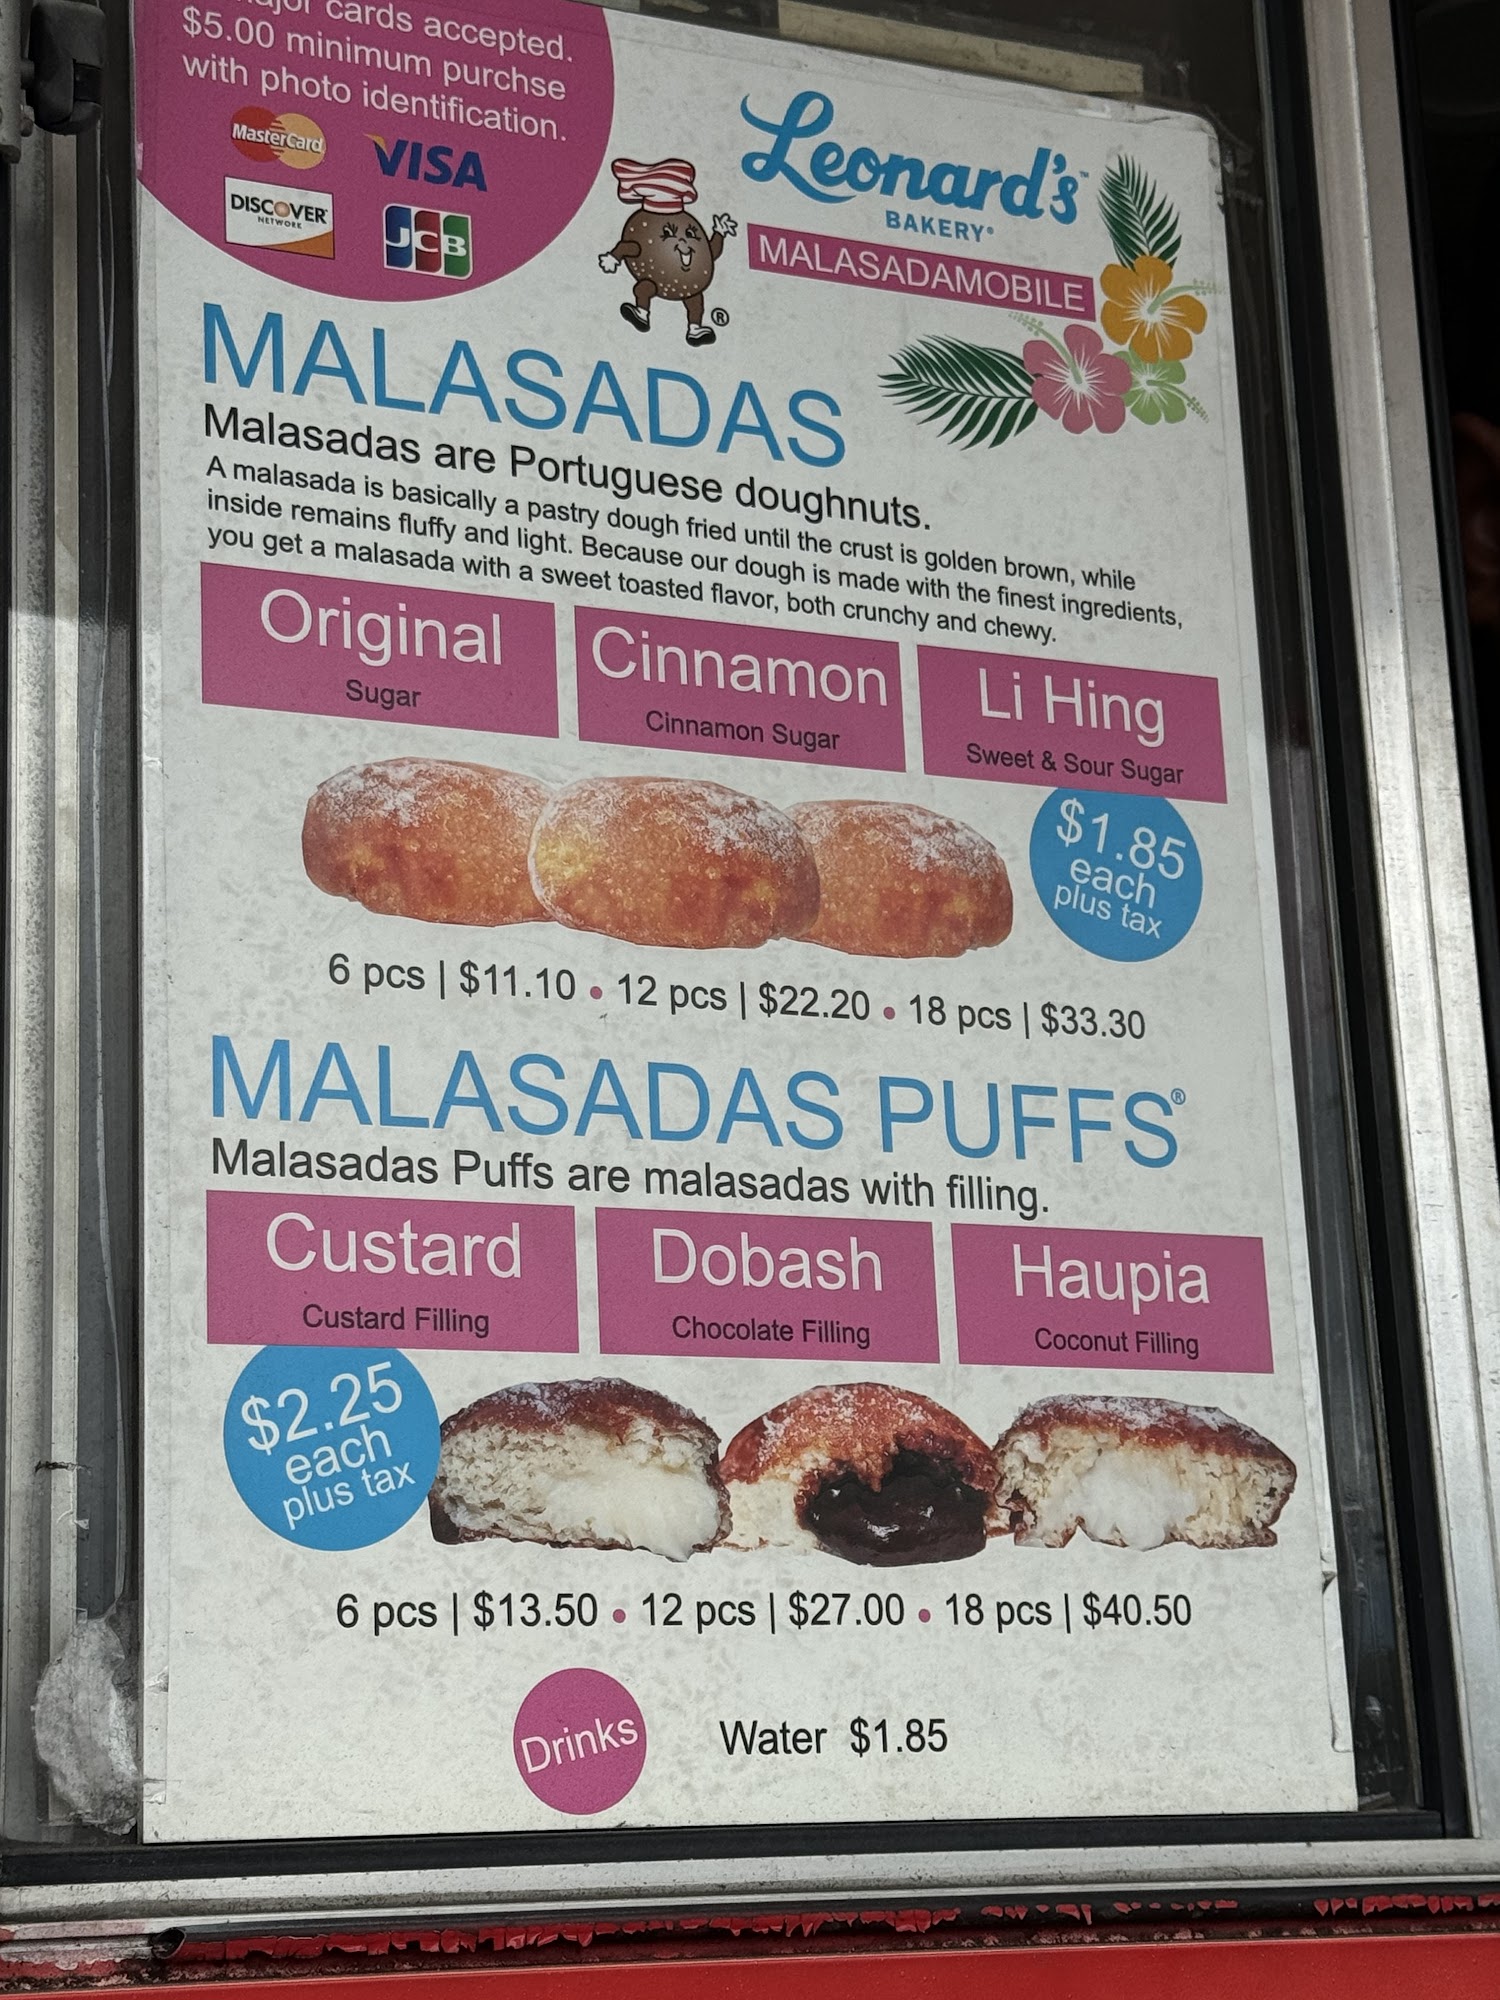 cards accepted.
$5.00 minimum purchse
with photo identification.
MasterCard
VISA
DISCOVER
NETWORK
JCB
Leonard's™
BAKERY®
MALASADAMOBILE
®
MALASADAS
Malasadas are Portuguese doughnuts.
A malasada is basically a pastry dough fried until the crust is golden brown, while
inside remains fluffy and light. Because our dough is made with the finest ingredients,
you get a malasada with a sweet toasted flavor, both crunchy and chewy.
Original
Sugar
Cinnamon
Cinnamon Sugar
Li Hing
Sweet & Sour Sugar
$1.85
each
plus tax
6 pcs | $11.10 • 12 pcs | $22.20 • 18 pcs | $33.30
MALASADAS PUFFS®
Malasadas Puffs are malasadas with filling.
Custard
Custard Filling
Dobash
Chocolate Filling
Haupia
Coconut Filling
$2.25
each
plus tax
6 pcs | $13.50 • 12 pcs | $27.00 • 18 pcs | $40.50
Drinks
Water $1.85